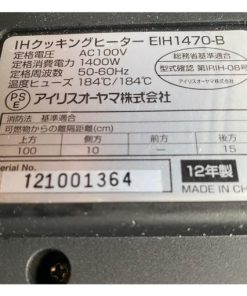 IHクッキングヒーター EIH1470-B
定格電圧 AC100V
定格消費電力 1400W
定格周波数 50-60Hz
温度ヒューズ 184℃/184℃
総務省基準適合
型式確認 第IRIH-08号
アイリスオーヤマ株式会社
PSE アイリスオーヤマ株式会社
消防法 基準適合
可燃物からの離隔距離(cm)
上方 側方 前方 後方
100 10 － 15
Serial No. 12年製
121001364 MADE IN CH